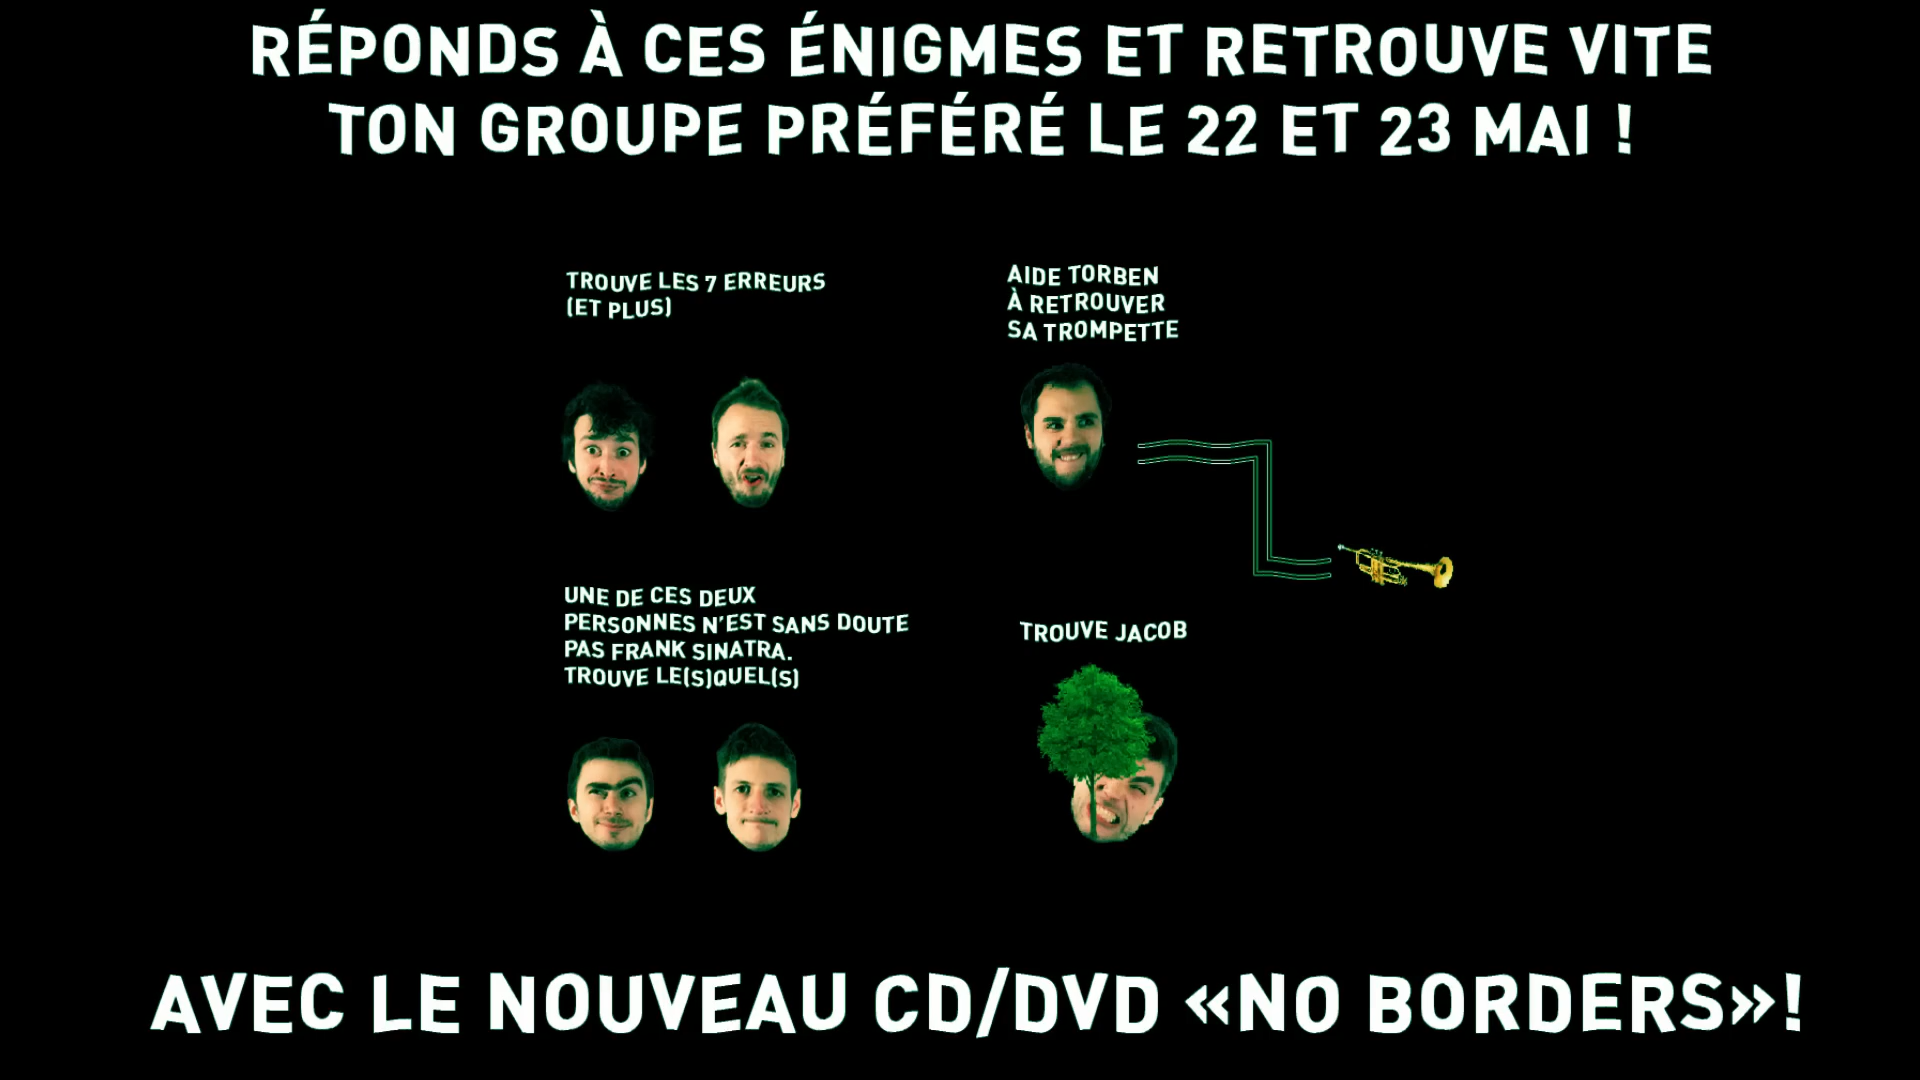 RÉPONDS À CES ÉNIGMES ET RETROUVE VITE
TON GROUPE PRÉFÉRÉ LE 22 ET 23 MAI !
TROUVE LES 7 ERREURS
(ET PLUS)
AIDE TORBEN
À RETROUVER
SA TROMPETTE
UNE DE CES DEUX
PERSONNES N'EST SANS DOUTE
PAS FRANK SINATRA.
TROUVE LE(S)QUEL(S)
TROUVE JACOB
AVEC LE NOUVEAU CD/DVD «NO BORDERS»!